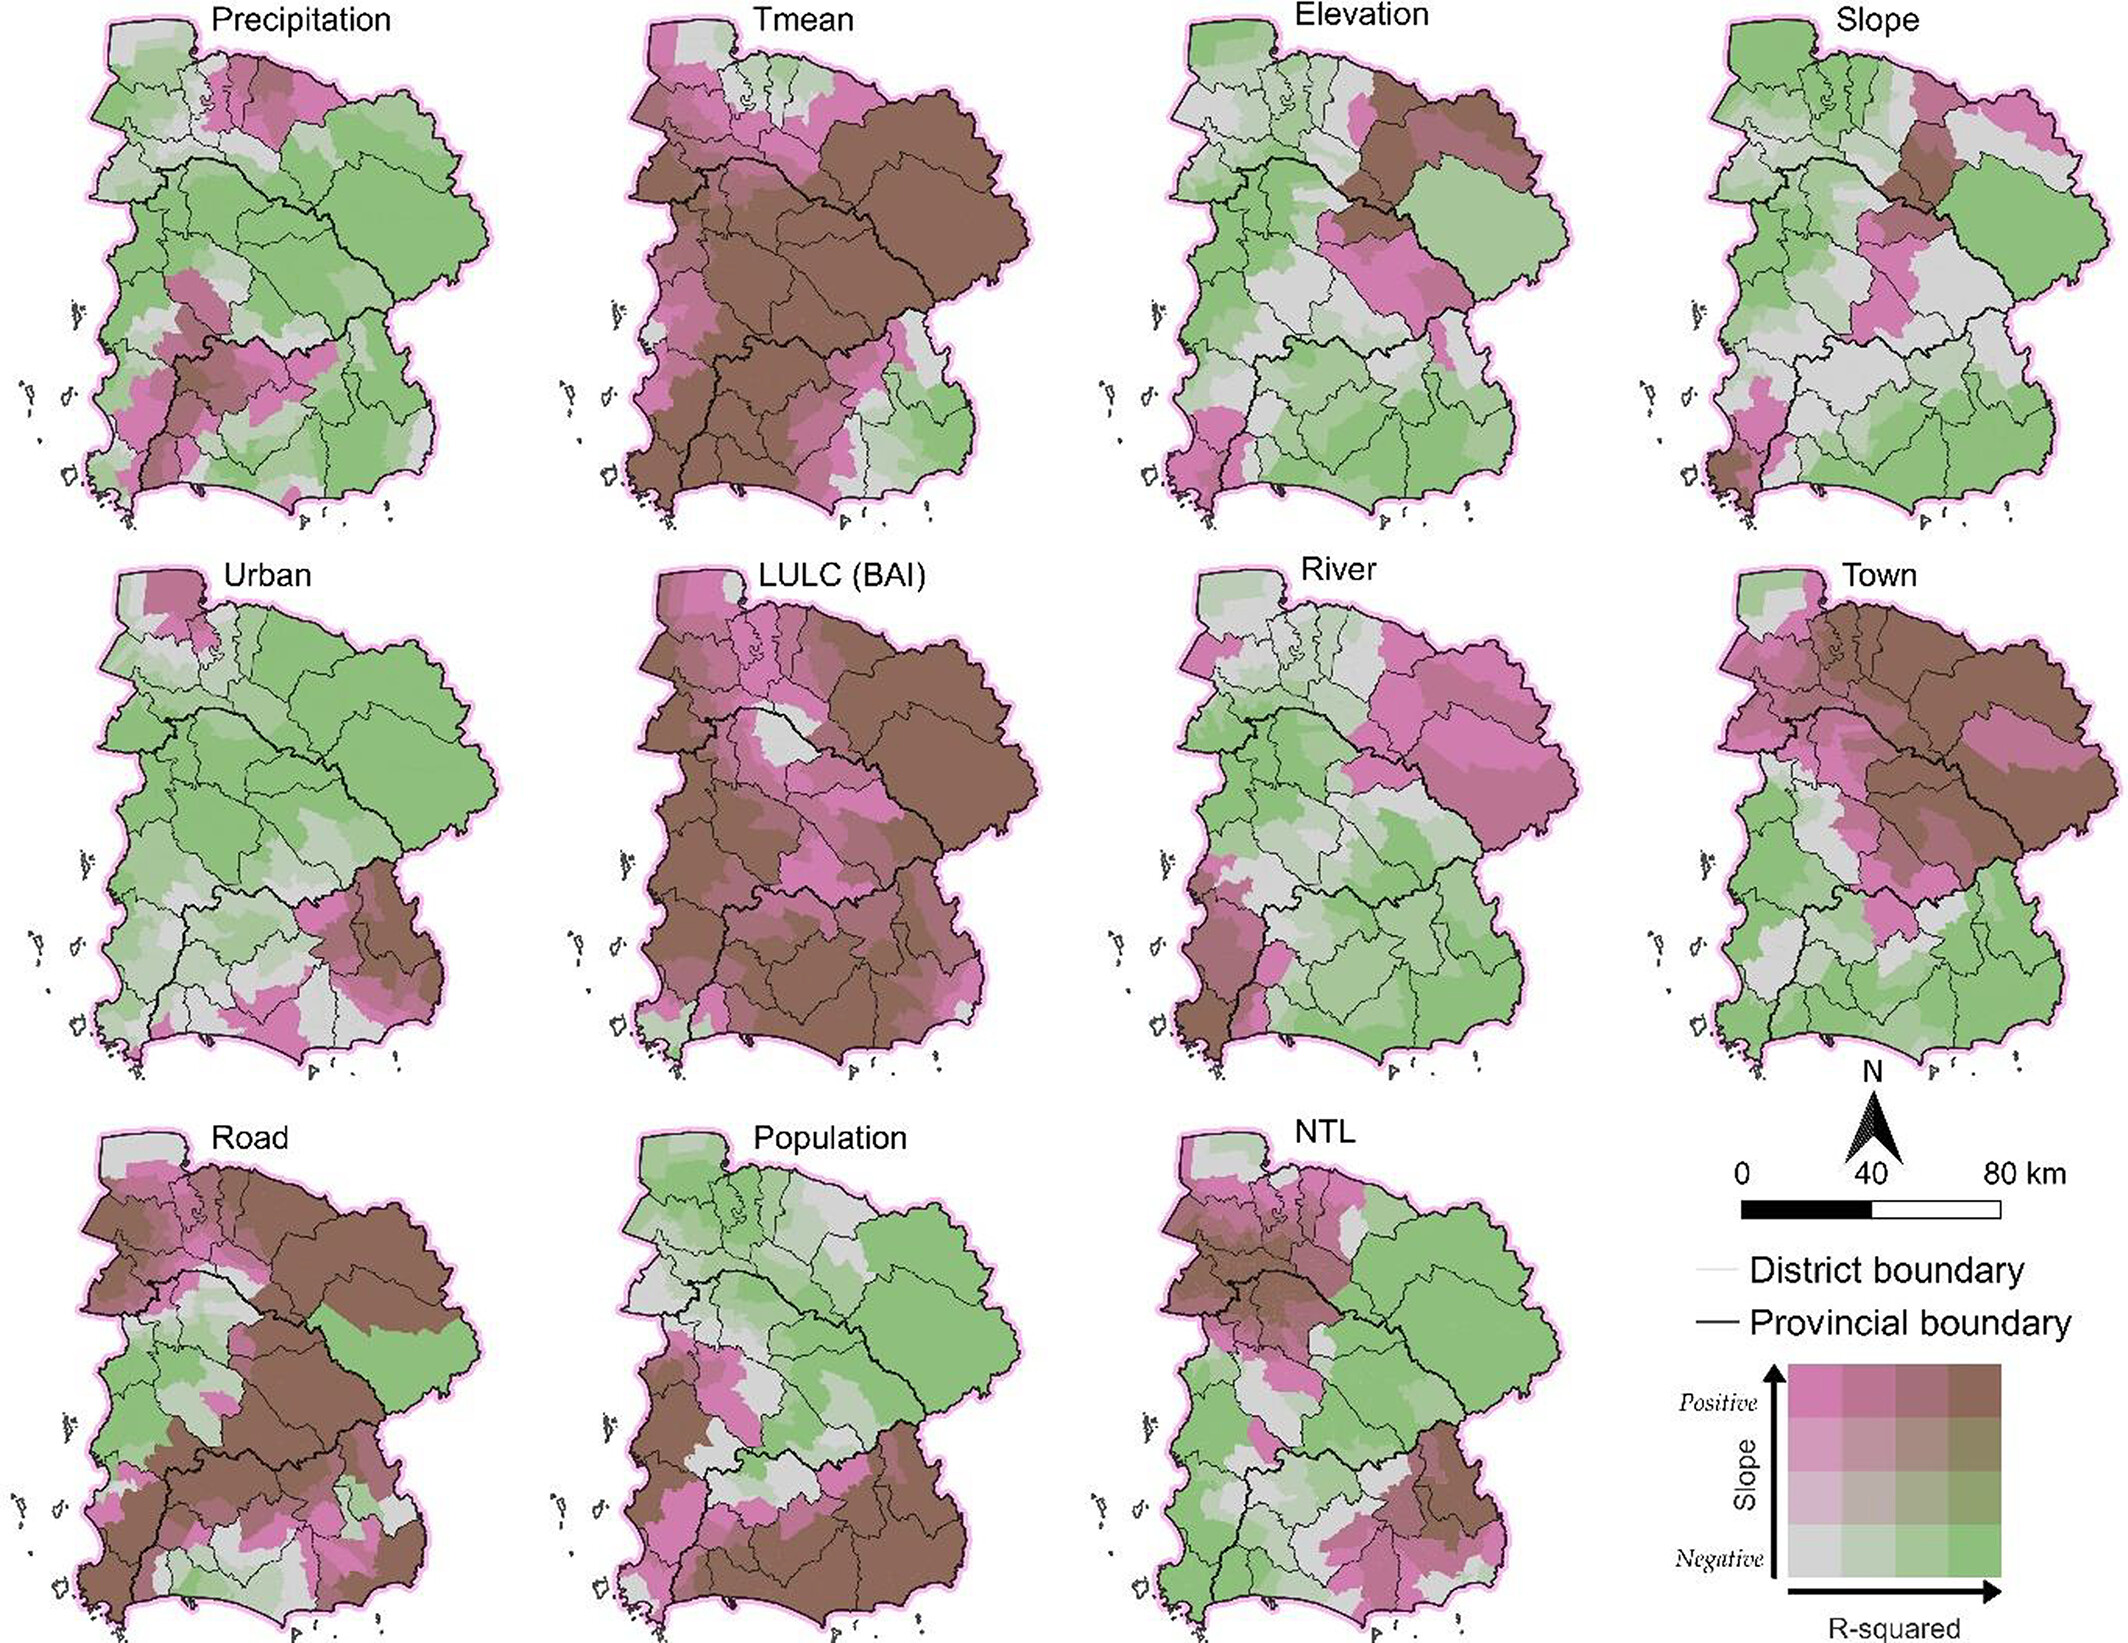 Precipitation
Tmean
Elevation
Slope
Urban
LULC (BAI)
River
Town
Road
Population
NTL
N
0 40 80 km
District boundary
Provincial boundary
Positive
Slope
Negative
R-squared